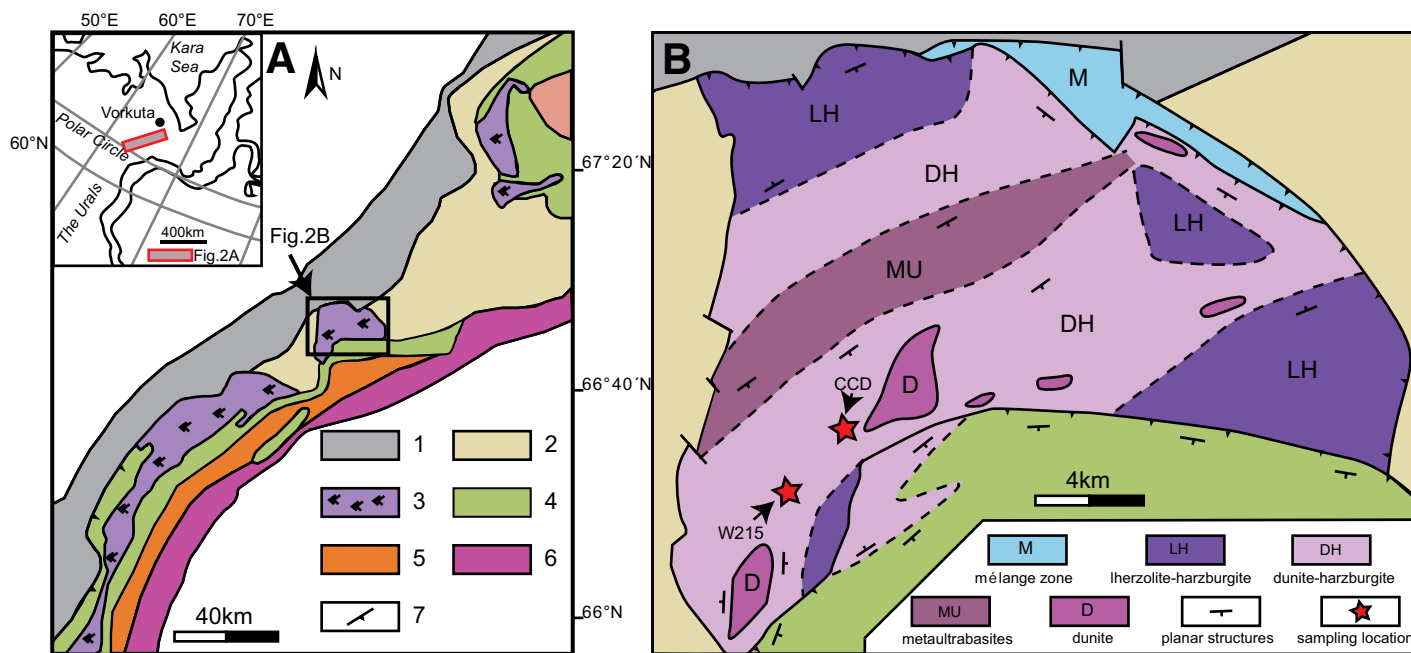 50°E 60°E 70°E
Kara
Sea
Vorkuta
Polar Circle
60°N
The Urals
400km
Fig.2A
A
N
Fig.2B
67°20´N
66°40´N
66°N
1
2
3
4
5
6
7
40km
B
M
LH
DH
LH
MU
DH
LH
CCD
D
W215
D
4km
M
mélange zone
LH
lherzolite-harzburgite
DH
dunite-harzburgite
MU
metaultrabasites
D
dunite
planar structures
sampling location